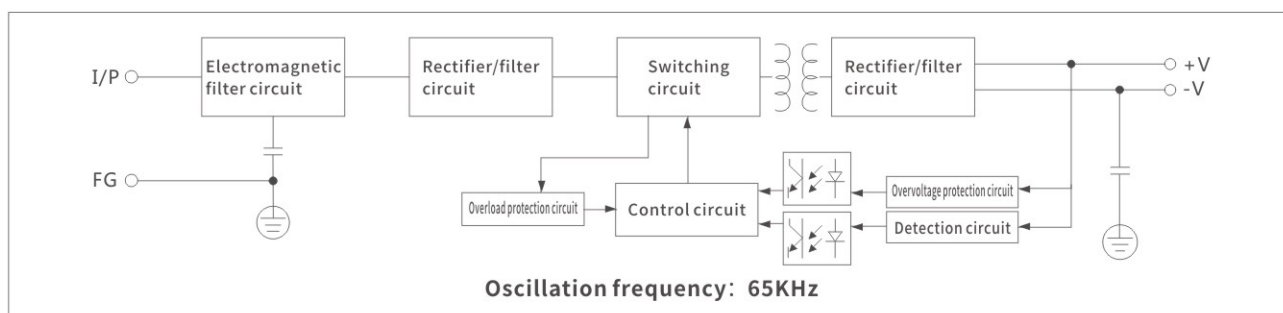 I/P
Electromagnetic
filter circuit
Rectifier/filter
circuit
Switching
circuit
Rectifier/filter
circuit
+V
-V
FG
Overload protection circuit
Control circuit
Overvoltage protection circuit
Detection circuit
Oscillation frequency: 65KHz